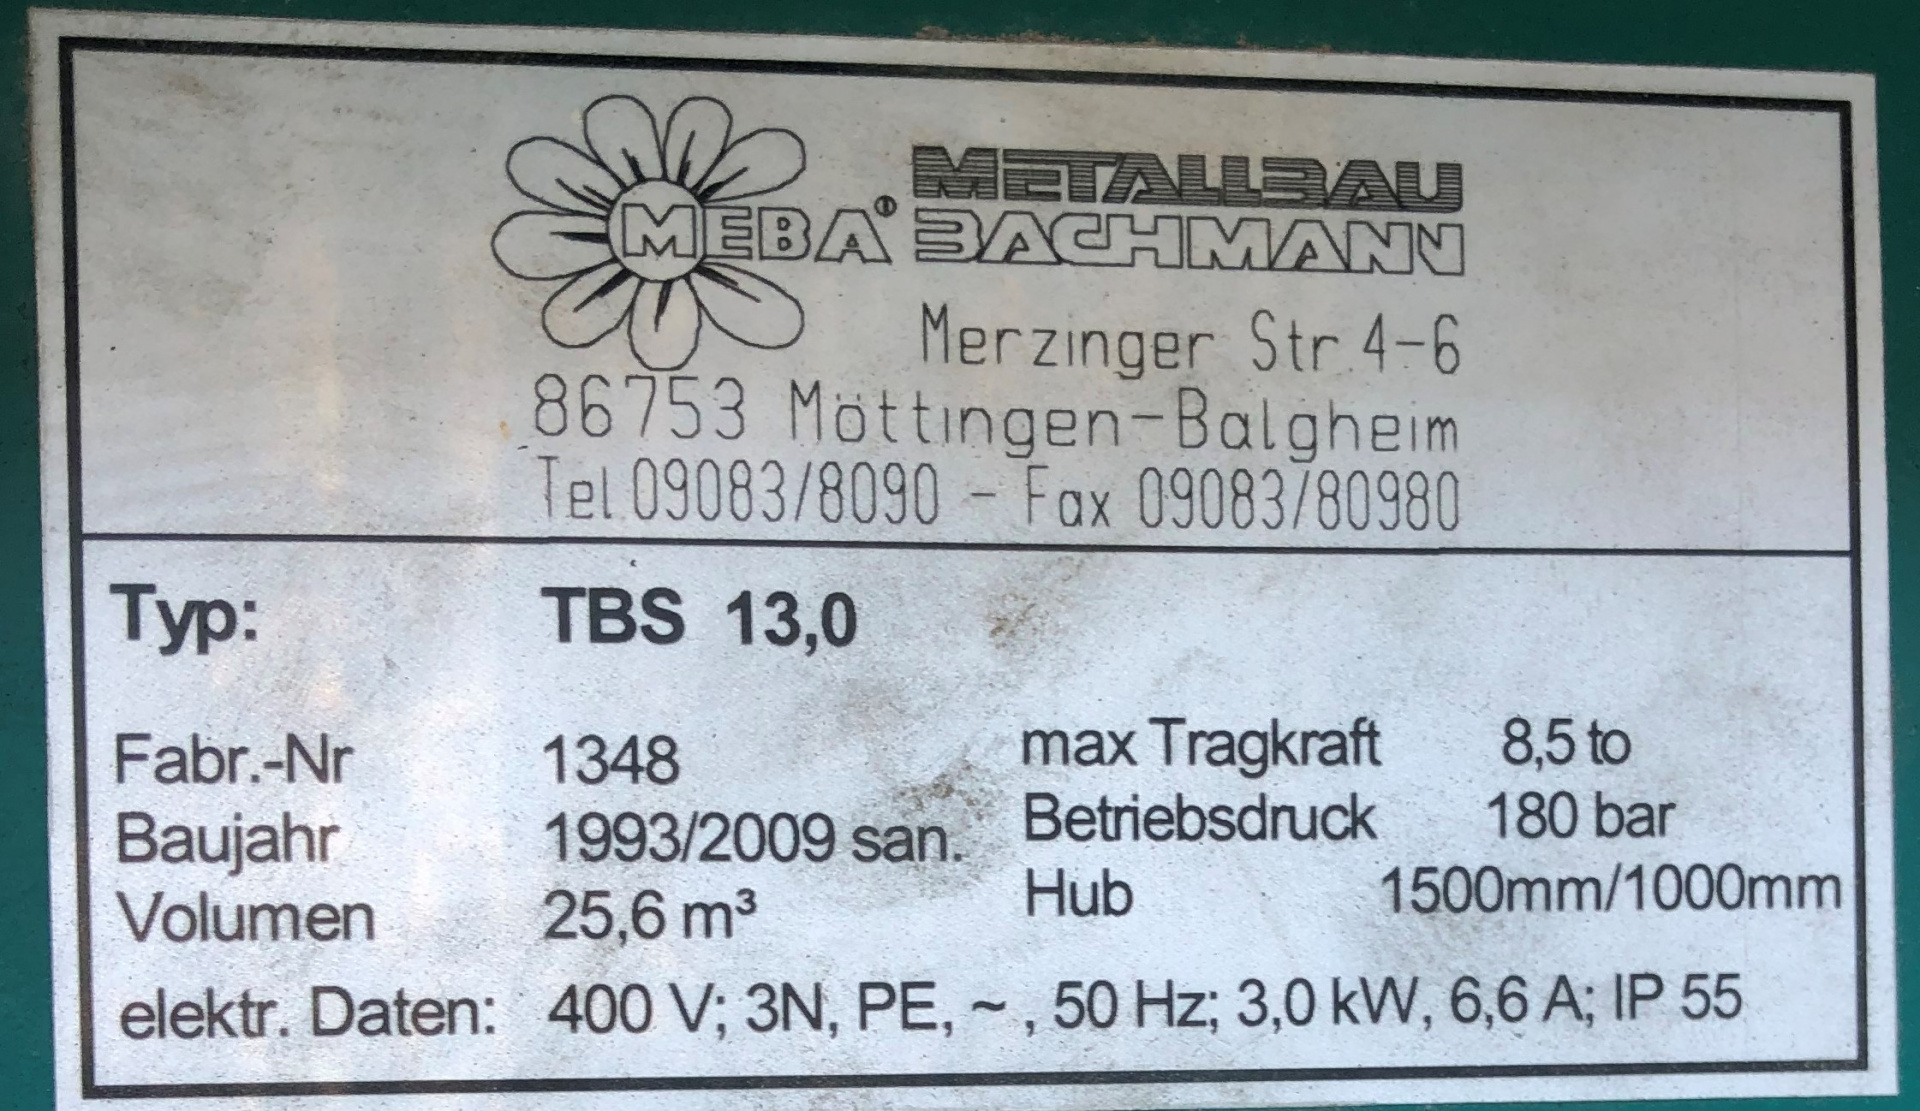 MEBA® METALLBAU
BACHMANN
Merzinger Str. 4-6
86753 Möttingen-Balgheim
Tel. 09083/8090 - Fax 09083/80980
Typ: TBS 13,0
Fabr.-Nr 1348 max Tragkraft 8,5 to
Baujahr 1993/2009 san. Betriebsdruck 180 bar
Volumen 25,6 m³ Hub 1500mm/1000mm
elektr. Daten: 400 V; 3N, PE, ~ , 50 Hz; 3,0 kW, 6,6 A; IP 55